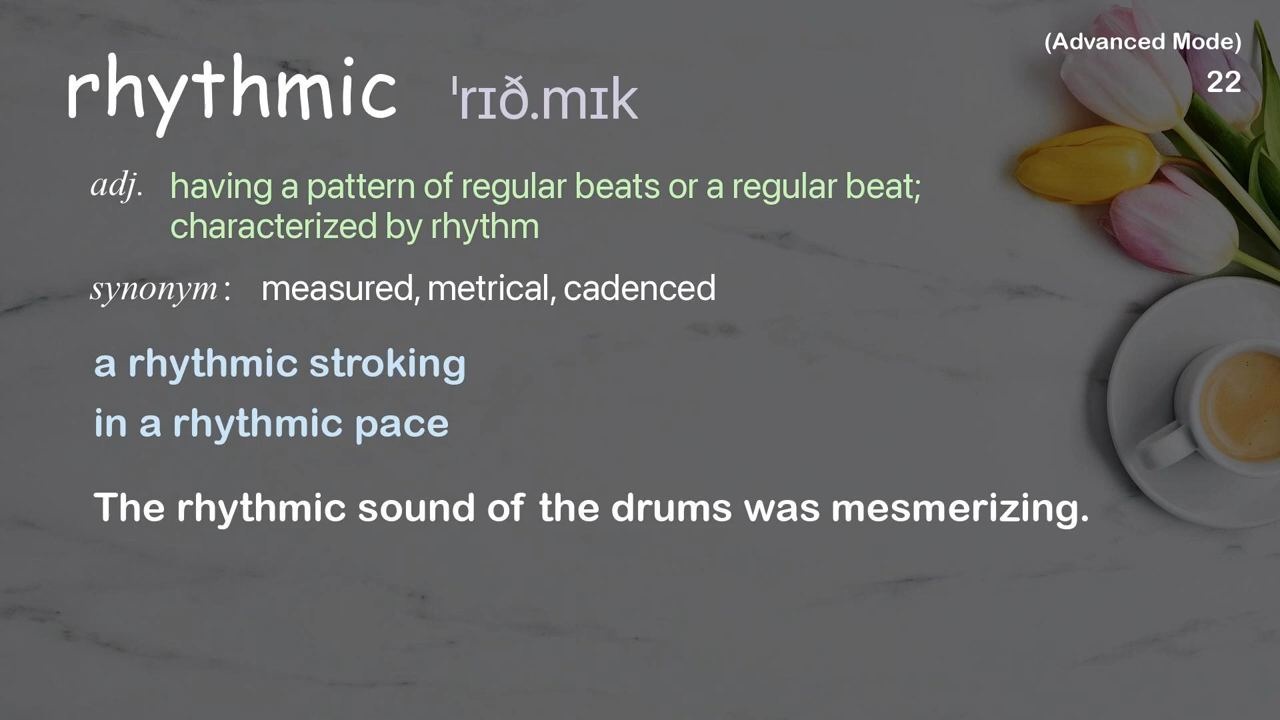 (Advanced Mode)
22
rhythmic ˈrɪð.mɪk
adj. having a pattern of regular beats or a regular beat;
characterized by rhythm
synonym: measured, metrical, cadenced
a rhythmic stroking
in a rhythmic pace
The rhythmic sound of the drums was mesmerizing.